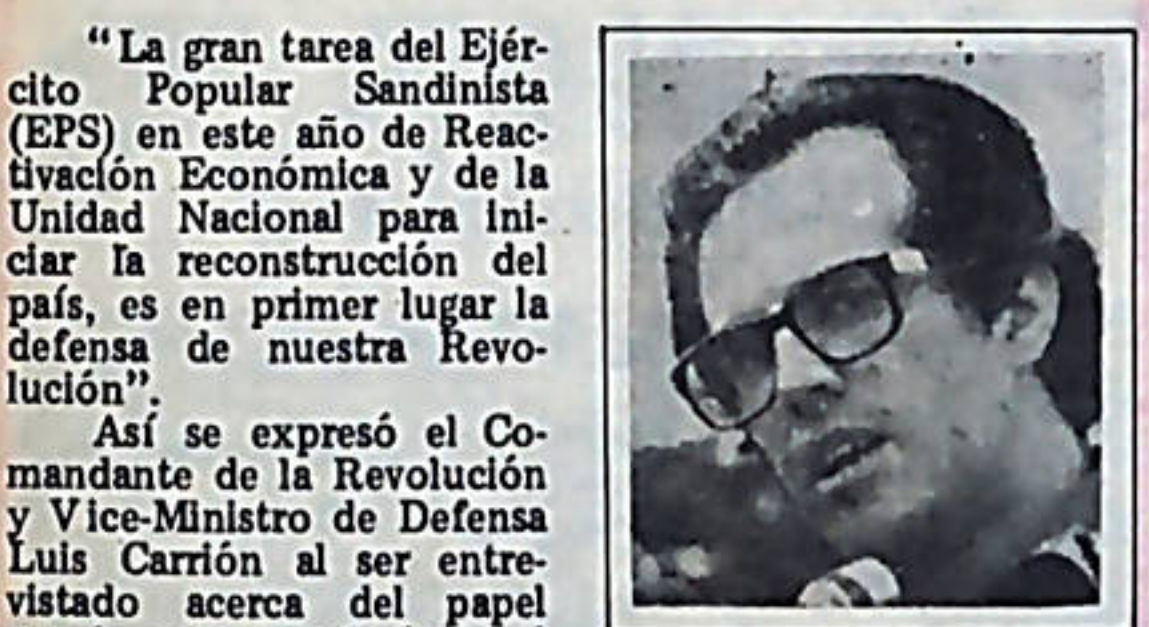 “La gran tarea del Ejér-
cito Popular Sandinista
(EPS) en este año de Reac-
tivación Económica y de la
Unidad Nacional para ini-
ciar la reconstrucción del
país, es en primer lugar la
defensa de nuestra Revo-
lución”.
Así se expresó el Co-
mandante de la Revolución
y Vice-Ministro de Defensa
Luis Carrión al ser entre-
vistado acerca del papel